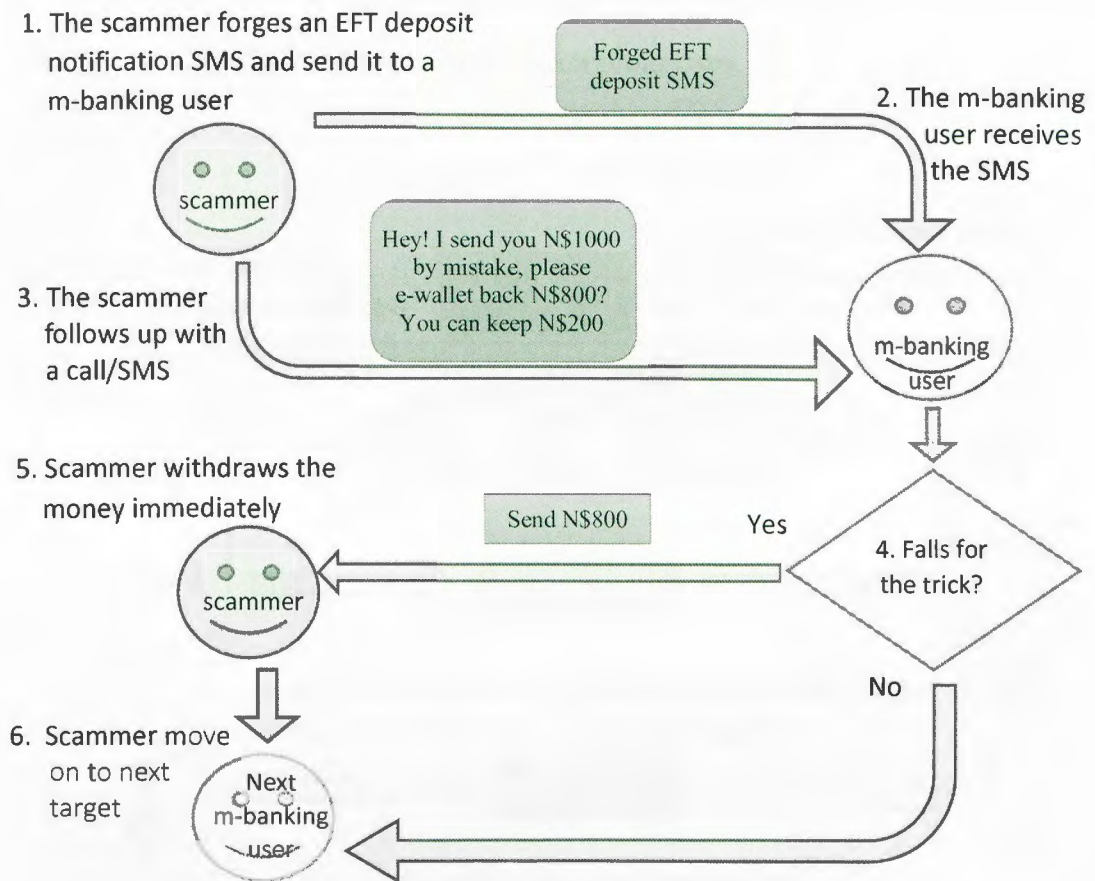 1. The scammer forges an EFT deposit
notification SMS and send it to a
m-banking user
Forged EFT
deposit SMS
2. The m-banking
user receives
the SMS
scammer
Hey! I send you N$1000
by mistake, please
e-wallet back N$800?
You can keep N$200
3. The scammer
follows up with
a call/SMS
m-banking
user
5. Scammer withdraws the
money immediately
Send N$800
Yes
4. Falls for
the trick?
scammer
No
6. Scammer move
on to next
target
Next
m-banking
user